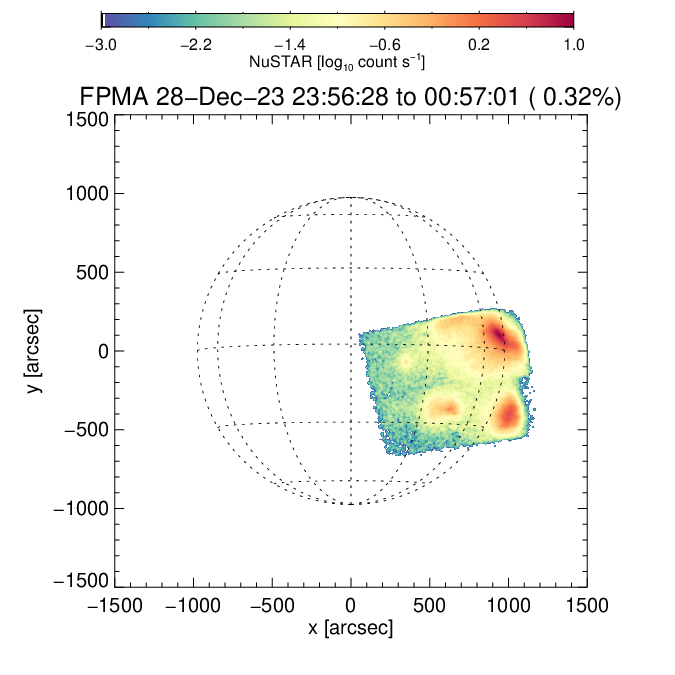 −3.0 −2.2 −1.4 −0.6 0.2 1.0
NuSTAR [log₁₀ count s⁻¹]
FPMA 28−Dec−23 23:56:28 to 00:57:01 ( 0.32%)
1500
1000
500
0
−500
−1000
−1500
y [arcsec]
−1500 −1000 −500 0 500 1000 1500
x [arcsec]